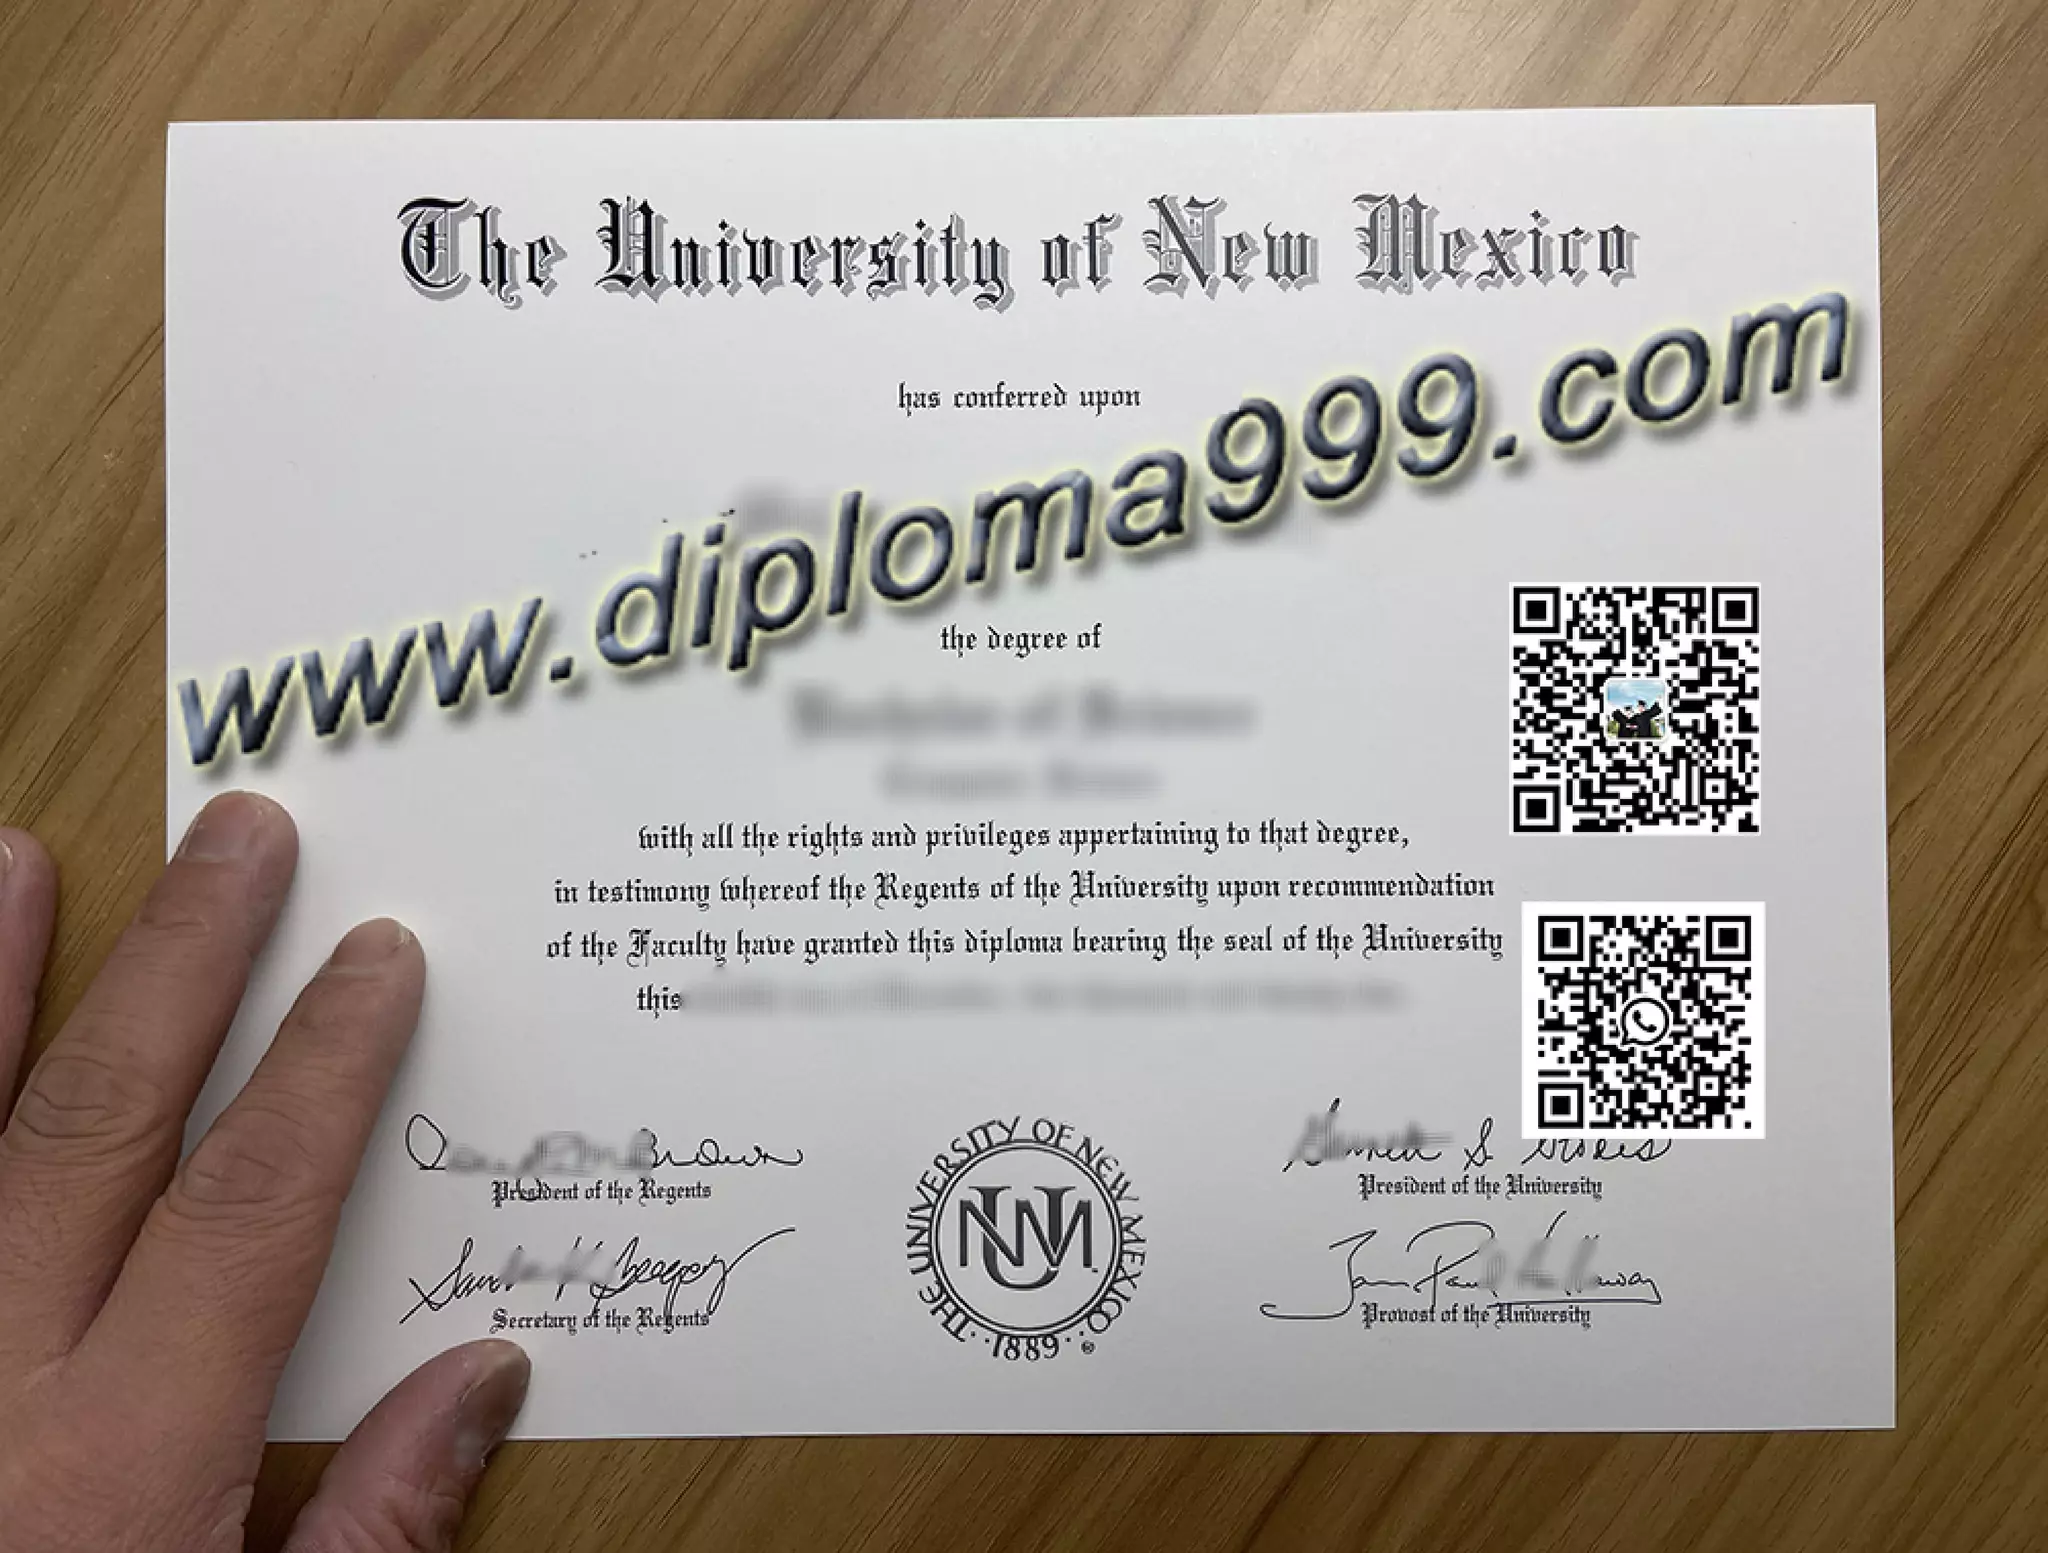 The University of New Mexico
has conferred upon
www.diploma999.com
the degree of
with all the rights and privileges appertaining to that degree,
in testimony whereof the Regents of the University upon recommendation
of the Faculty have granted this diploma bearing the seal of the University
this
Brown
President of the Regents
S. Stokes
President of the University
Secretary of the Regents
Provost of the University
THE UNIVERSITY OF NEW MEXICO
UNM
1889